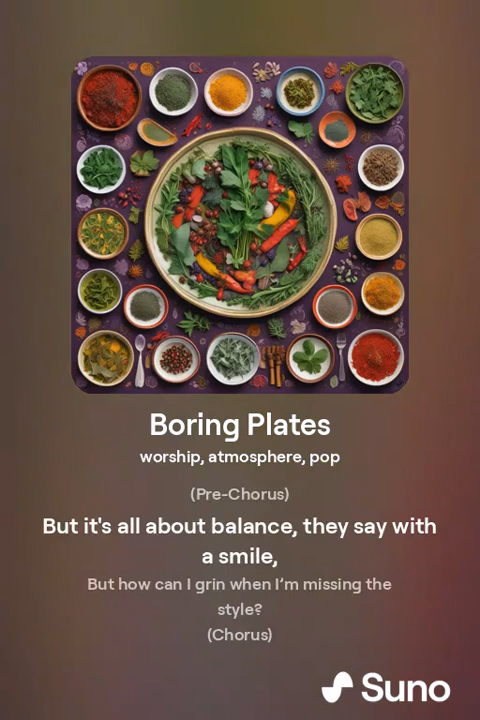 Boring Plates
worship, atmosphere, pop
(Pre-Chorus)
But it's all about balance, they say with
a smile,
But how can I grin when I’m missing the
style?
(Chorus)
Suno